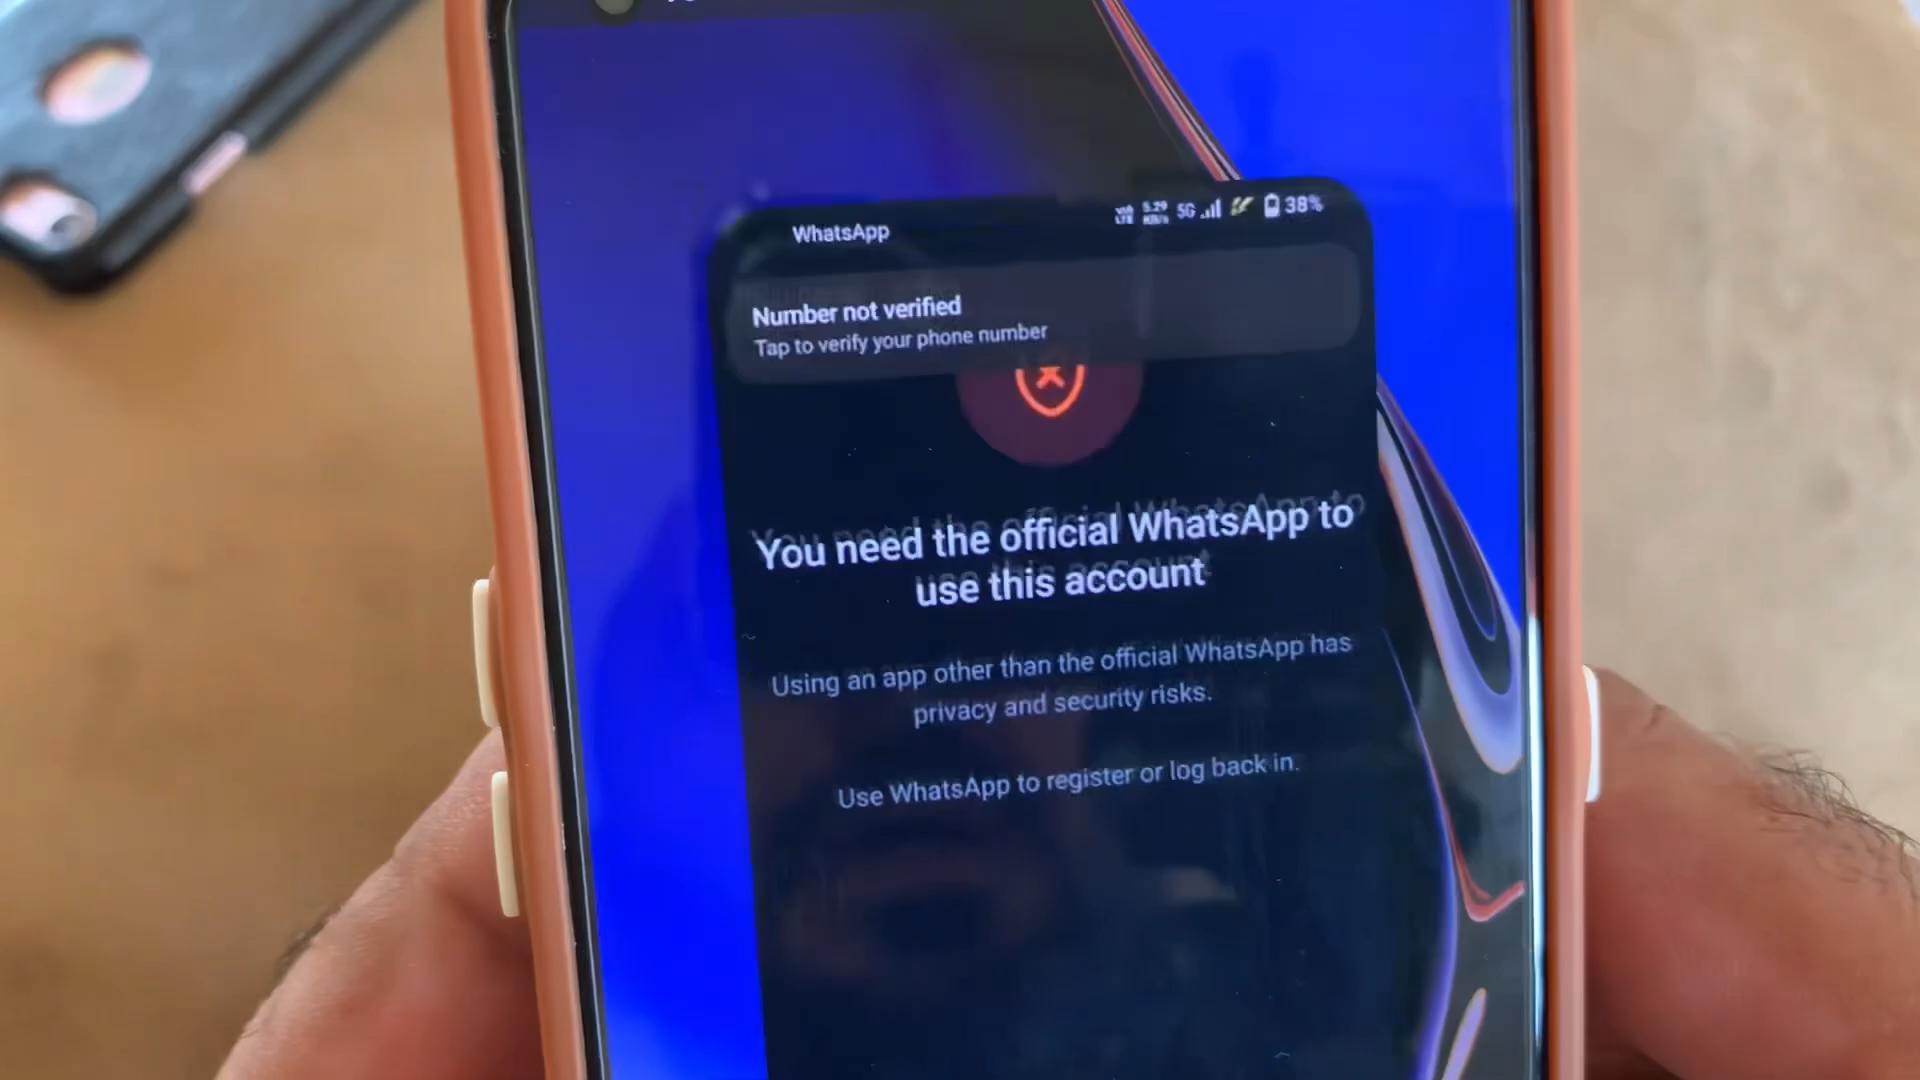 WhatsApp
5G 38%
Number not verified
Tap to verify your phone number
You need the official WhatsApp to
use this account
Using an app other than the official WhatsApp has
privacy and security risks.
Use WhatsApp to register or log back in.